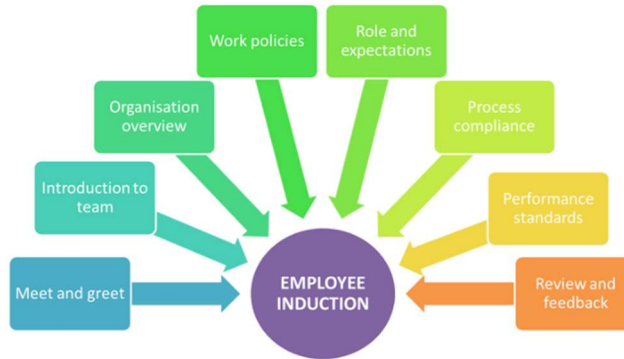 Meet and greet
Introduction to
team
Organisation
overview
Work policies
Role and
expectations
Process
compliance
Performance
standards
Review and
feedback
EMPLOYEE
INDUCTION